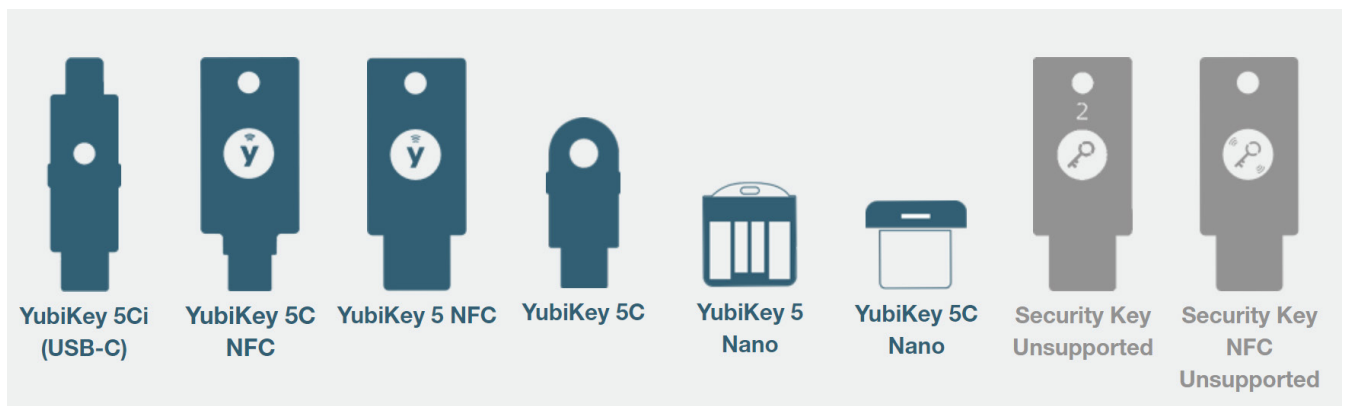 y
y
2
YubiKey 5Ci
(USB-C)
YubiKey 5C
NFC
YubiKey 5 NFC
YubiKey 5C
YubiKey 5
Nano
YubiKey 5C
Nano
Security Key
Unsupported
Security Key
NFC
Unsupported